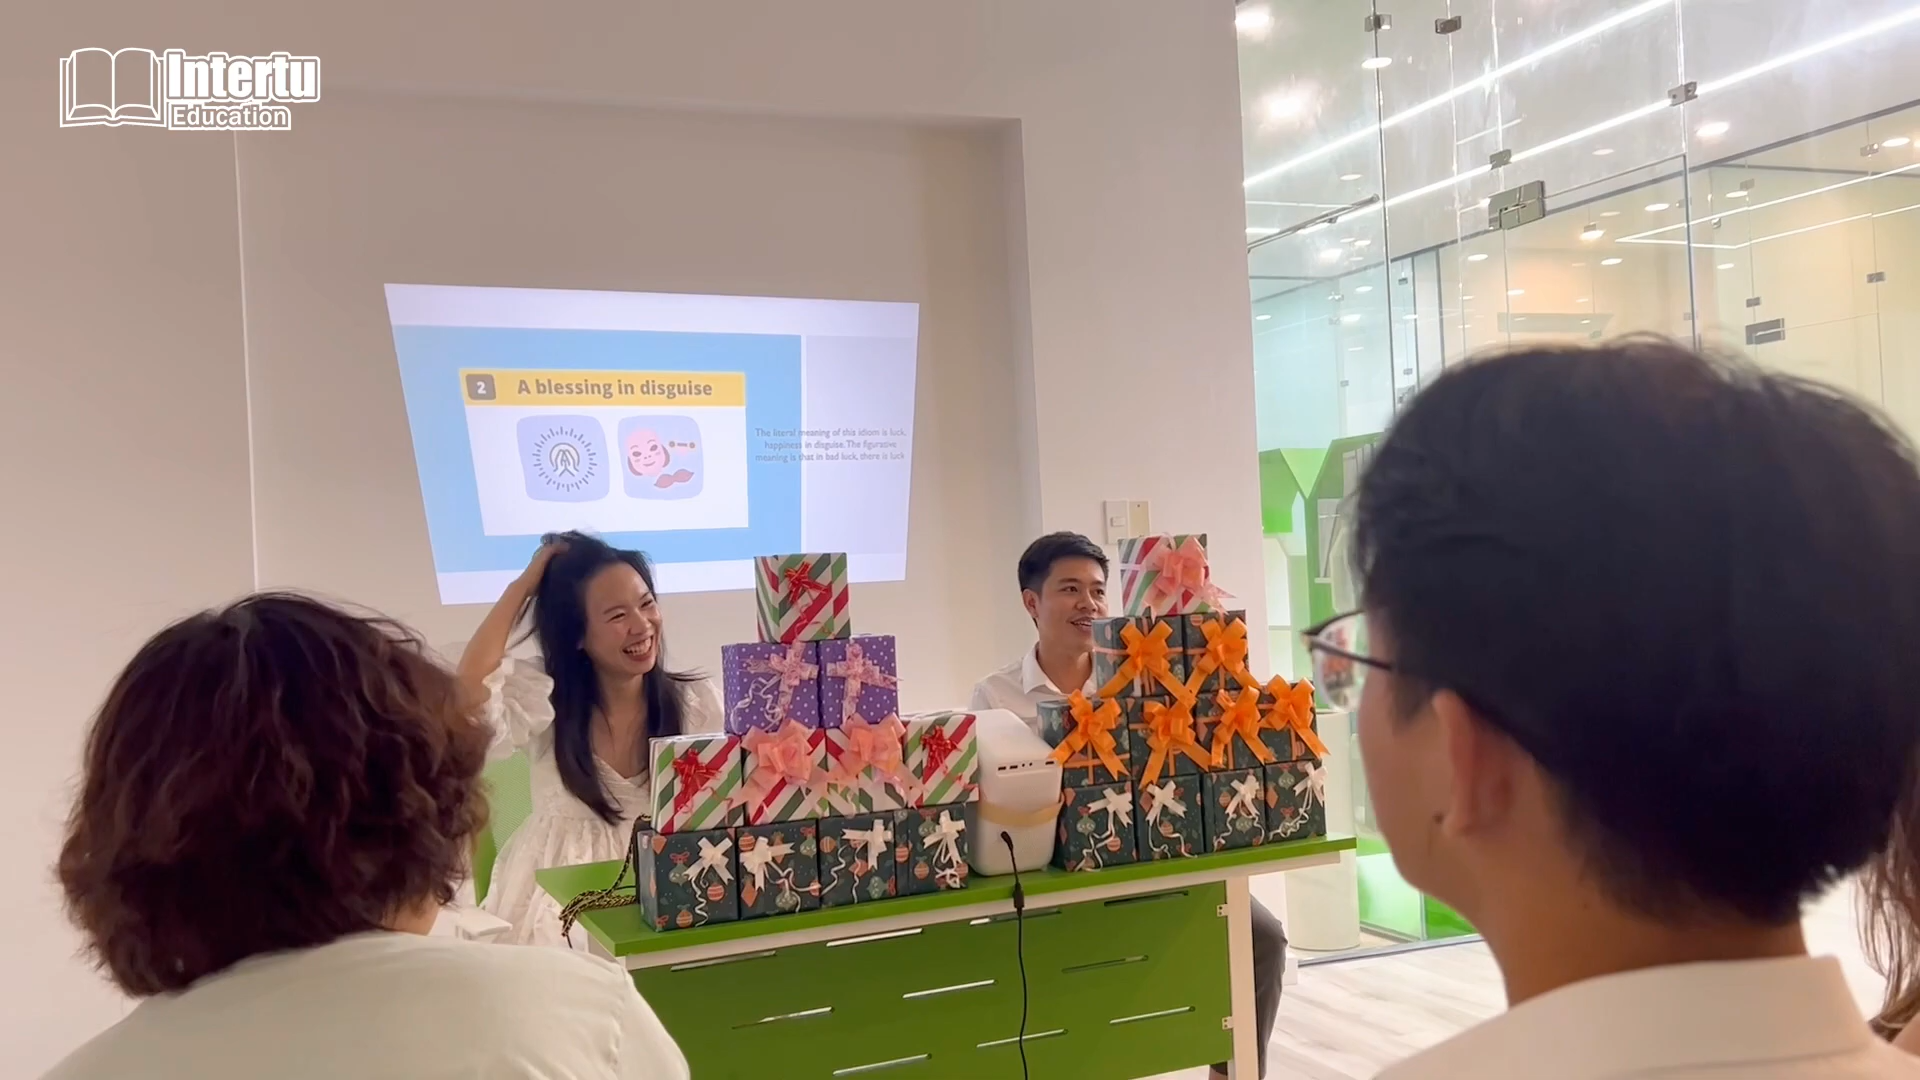 Intertu
Education
2 A blessing in disguise
The literal meaning of this idiom is luck,
happiness in disguise. The figurative
meaning is that in bad luck, there is luck